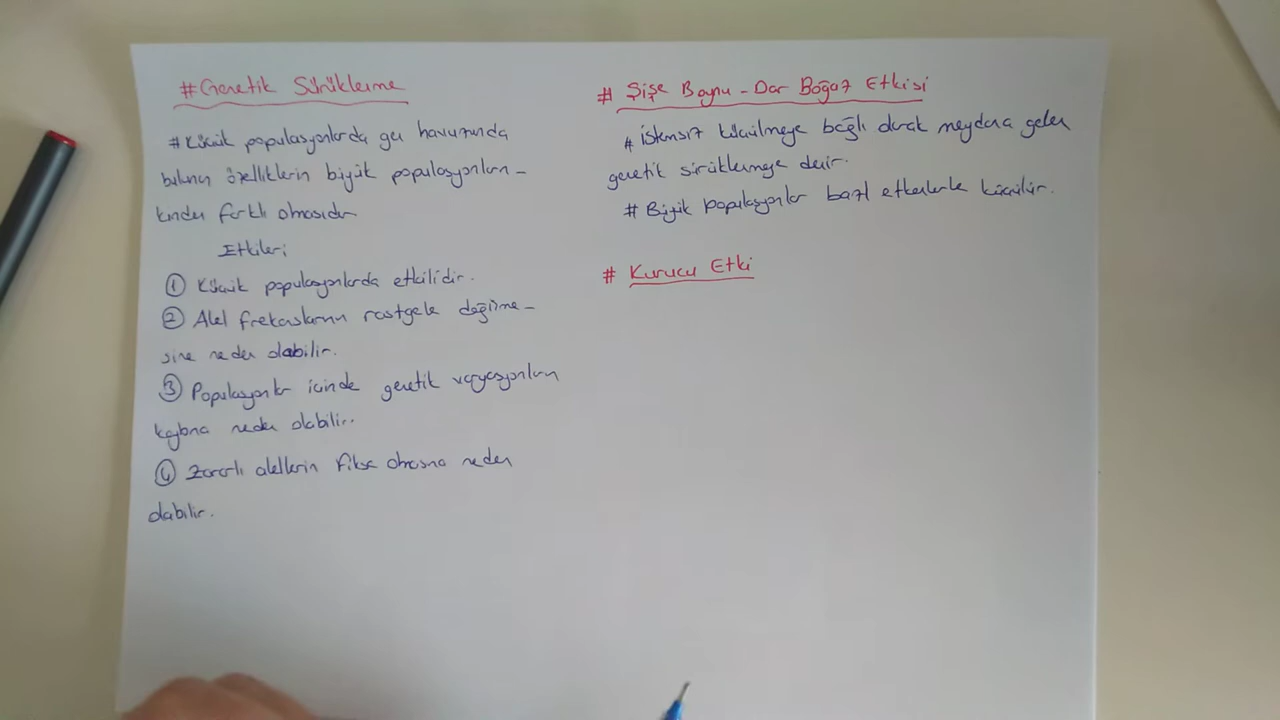 # Genetik Sürüklenme
# Küçük populasyonlarda gen havuzunda
bulunan özelliklerin büyük populasyonların-
kinden farklı olmasıdır
Etkileri
① Küçük populasyonlarda etkilidir.
② Alel frekanslarının rastgele değişme-
sine neden olabilir.
③ Populasyonlar içinde genetik varyasyonların
kaybına neden olabilir.
④ Zararlı alellerin fikse olmasına neden
olabilir.
# Şişe Boynu - Dar Boğaz Etkisi
# İstemsiz küçülmeye bağlı olarak meydana gelen
genetik sürüklenmeye denir.
# Büyük populasyonlar bazı etkenlerle küçülür.
# Kurucu Etki